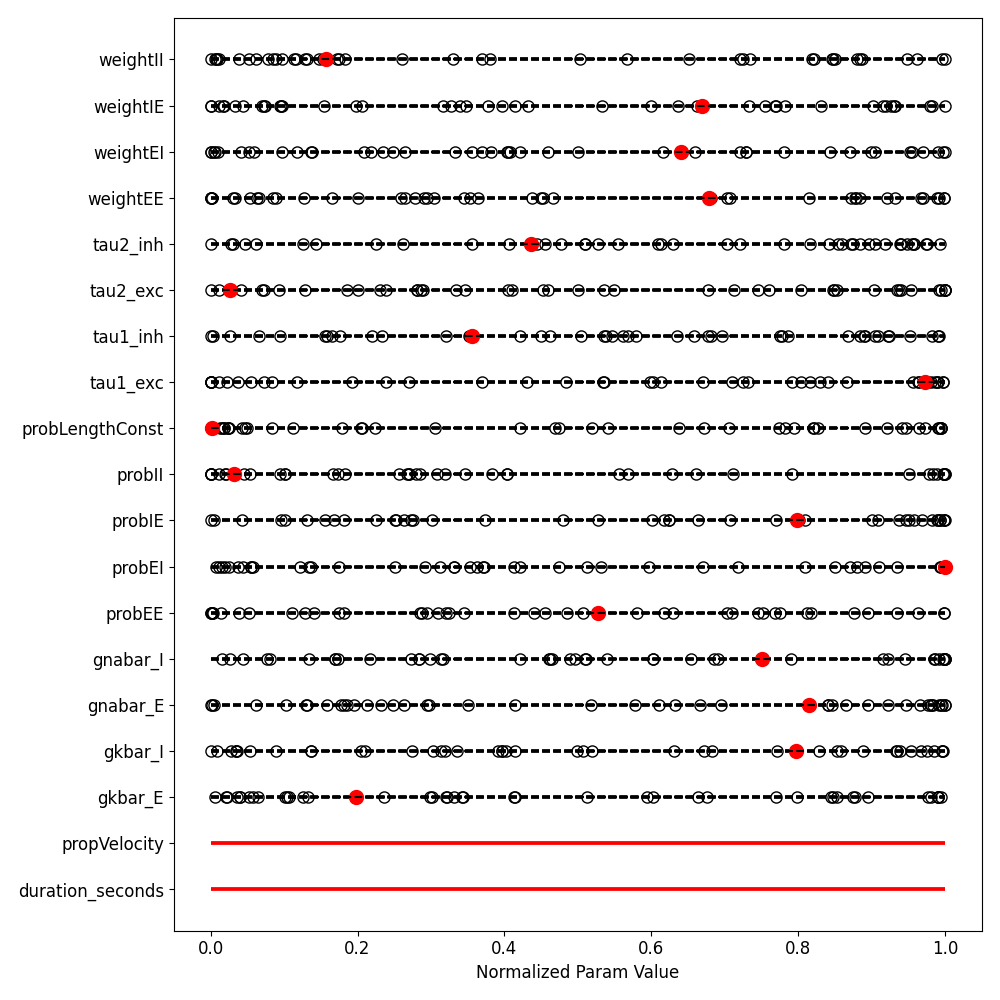 weightII
weightIE
weightEI
weightEE
tau2_inh
tau2_exc
tau1_inh
tau1_exc
probLengthConst
probII
probIE
probEI
probEE
gnabar_I
gnabar_E
gkbar_I
gkbar_E
propVelocity
duration_seconds
0.0 0.2 0.4 0.6 0.8 1.0
Normalized Param Value